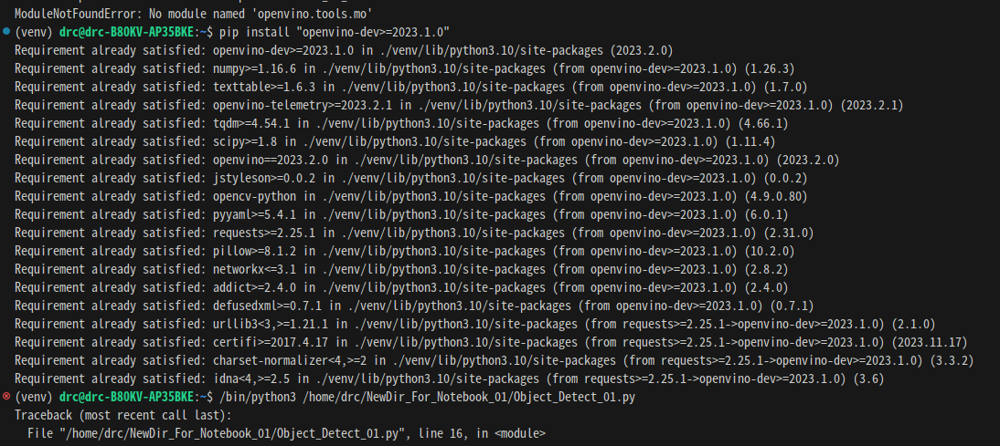 ModuleNotFoundError: No module named 'openvino.tools.mo'
(venv) drc@drc-B80KV-AP35BKE:~$ pip install "openvino-dev>=2023.1.0"
Requirement already satisfied: openvino-dev>=2023.1.0 in ./venv/lib/python3.10/site-packages (2023.2.0)
Requirement already satisfied: numpy>=1.16.6 in ./venv/lib/python3.10/site-packages (from openvino-dev>=2023.1.0) (1.26.3)
Requirement already satisfied: texttable>=1.6.3 in ./venv/lib/python3.10/site-packages (from openvino-dev>=2023.1.0) (1.7.0)
Requirement already satisfied: openvino-telemetry>=2023.2.1 in ./venv/lib/python3.10/site-packages (from openvino-dev>=2023.1.0) (2023.2.1)
Requirement already satisfied: tqdm>=4.54.1 in ./venv/lib/python3.10/site-packages (from openvino-dev>=2023.1.0) (4.66.1)
Requirement already satisfied: scipy>=1.8 in ./venv/lib/python3.10/site-packages (from openvino-dev>=2023.1.0) (1.11.4)
Requirement already satisfied: openvino==2023.2.0 in ./venv/lib/python3.10/site-packages (from openvino-dev>=2023.1.0) (2023.2.0)
Requirement already satisfied: jstyleson>=0.0.2 in ./venv/lib/python3.10/site-packages (from openvino-dev>=2023.1.0) (0.0.2)
Requirement already satisfied: opencv-python in ./venv/lib/python3.10/site-packages (from openvino-dev>=2023.1.0) (4.9.0.80)
Requirement already satisfied: pyyaml>=5.4.1 in ./venv/lib/python3.10/site-packages (from openvino-dev>=2023.1.0) (6.0.1)
Requirement already satisfied: requests>=2.25.1 in ./venv/lib/python3.10/site-packages (from openvino-dev>=2023.1.0) (2.31.0)
Requirement already satisfied: pillow>=8.1.2 in ./venv/lib/python3.10/site-packages (from openvino-dev>=2023.1.0) (10.2.0)
Requirement already satisfied: networkx<=3.1 in ./venv/lib/python3.10/site-packages (from openvino-dev>=2023.1.0) (2.8.2)
Requirement already satisfied: addict>=2.4.0 in ./venv/lib/python3.10/site-packages (from openvino-dev>=2023.1.0) (2.4.0)
Requirement already satisfied: defusedxml>=0.7.1 in ./venv/lib/python3.10/site-packages (from openvino-dev>=2023.1.0) (0.7.1)
Requirement already satisfied: urllib3<3,>=1.21.1 in ./venv/lib/python3.10/site-packages (from requests>=2.25.1->openvino-dev>=2023.1.0) (2.1.0)
Requirement already satisfied: certifi>=2017.4.17 in ./venv/lib/python3.10/site-packages (from requests>=2.25.1->openvino-dev>=2023.1.0) (2023.11.17)
Requirement already satisfied: charset-normalizer<4,>=2 in ./venv/lib/python3.10/site-packages (from requests>=2.25.1->openvino-dev>=2023.1.0) (3.3.2)
Requirement already satisfied: idna<4,>=2.5 in ./venv/lib/python3.10/site-packages (from requests>=2.25.1->openvino-dev>=2023.1.0) (3.6)
(venv) drc@drc-B80KV-AP35BKE:~$ /bin/python3 /home/drc/NewDir_For_Notebook_01/Object_Detect_01.py
Traceback (most recent call last):
  File "/home/drc/NewDir_For_Notebook_01/Object_Detect_01.py", line 16, in <module>